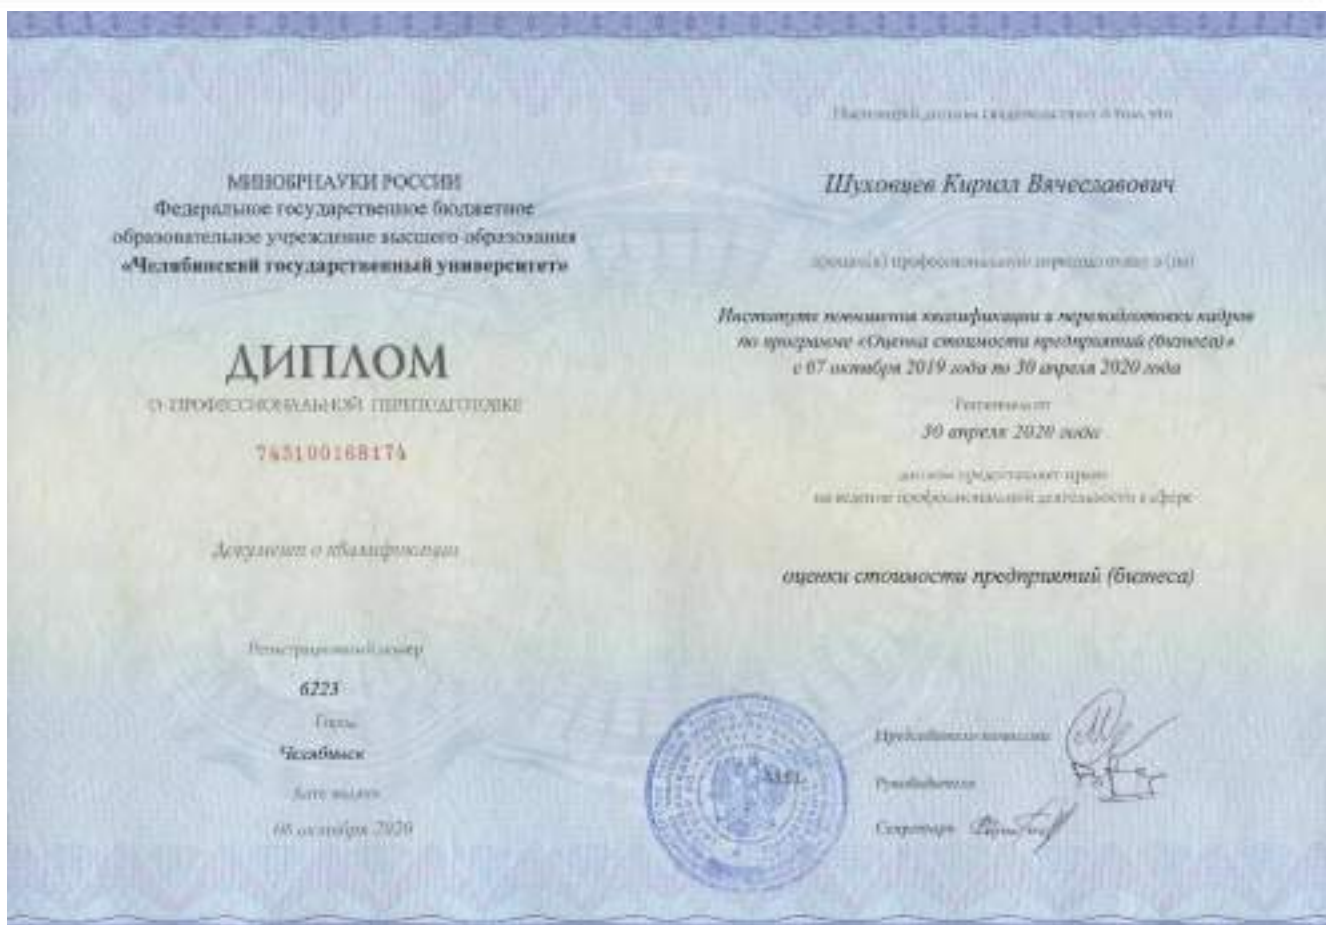 МИНОБРНАУКИ РОССИИ
Федеральное государственное бюджетное
образовательное учреждение высшего образования
«Челябинский государственный университет»
ДИПЛОМ
О ПРОФЕССИОНАЛЬНОЙ ПЕРЕПОДГОТОВКЕ
743100168174
Документ о квалификации
Регистрационный номер
6223
Город
Челябинск
Дата выдачи
октября 2020
Настоящий диплом свидетельствует о том, что
Шуховцев Кирилл Вячеславович
прошел(а) профессиональную переподготовку в (на)
Институте повышения квалификации и переподготовки кадров
по программе «Оценка стоимости предприятий (бизнеса)»
с 07 октября 2019 года по 30 апреля 2020 года
Решением от
30 апреля 2020 года
диплом предоставляет право
на ведение профессиональной деятельности в сфере
оценки стоимости предприятий (бизнеса)
Председатель комиссии
Руководитель
Секретарь